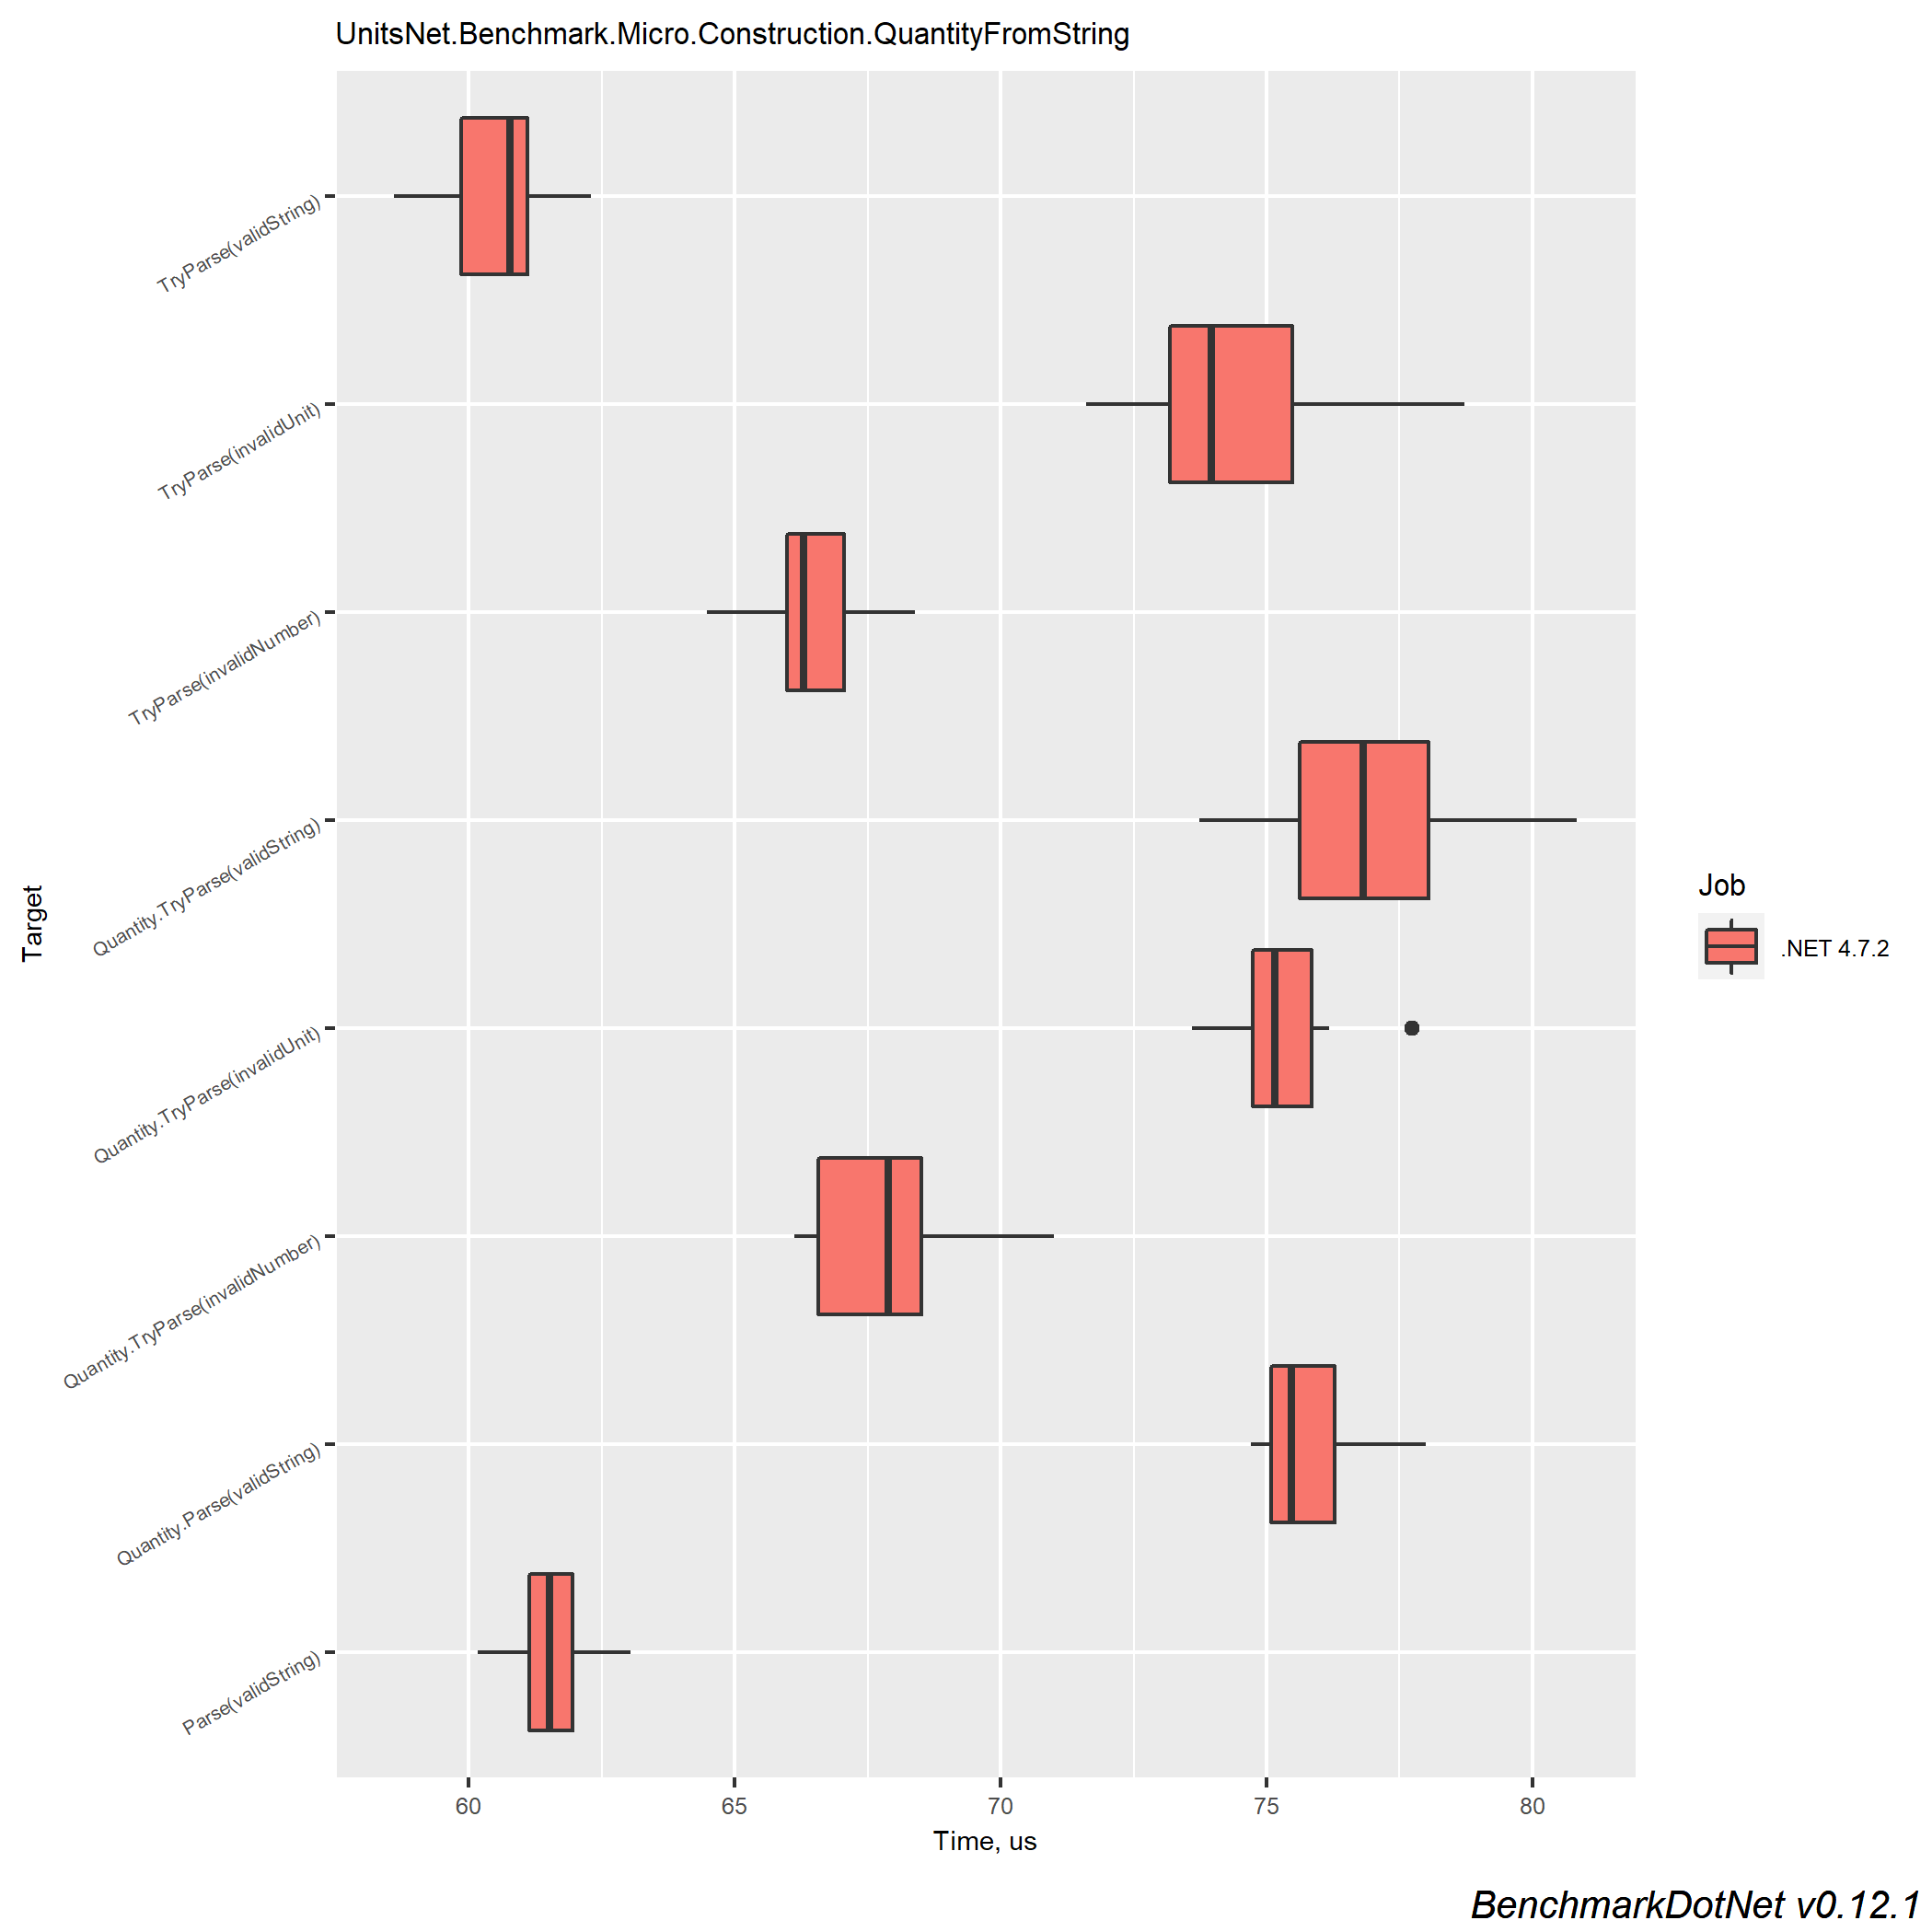 UnitsNet.Benchmark.Micro.Construction.QuantityFromString
TryParse(validString)
TryParse(invalidUnit)
TryParse(invalidNumber)
Quantity.TryParse(validString)
Quantity.TryParse(invalidUnit)
Quantity.TryParse(invalidNumber)
Quantity.Parse(validString)
Parse(validString)
Target
60 65 70 75 80
Time, us
Job
.NET 4.7.2
BenchmarkDotNet v0.12.1